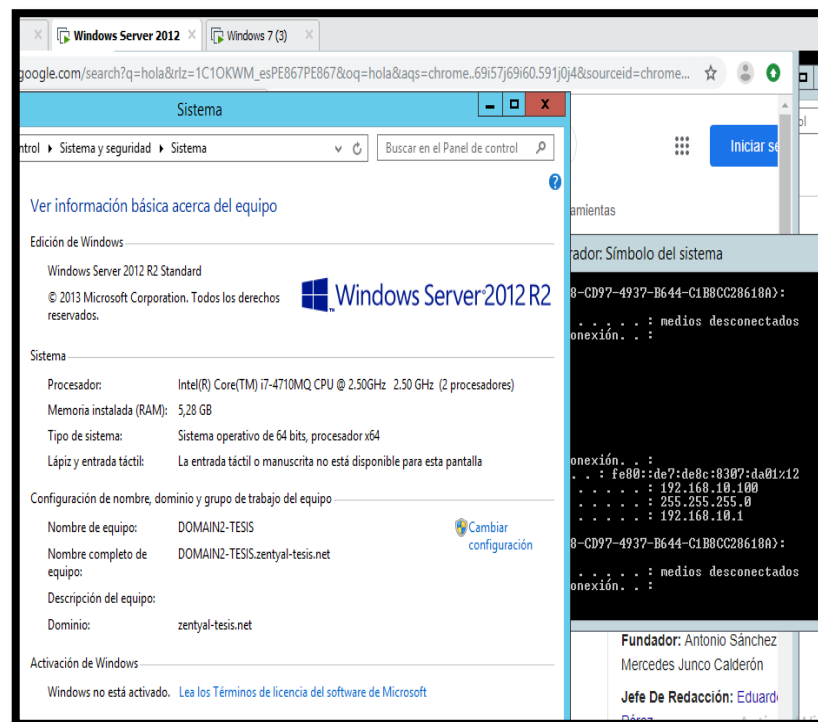 Windows Server 2012
Windows 7 (3)
google.com/search?q=hola&rlz=1C1OKWM_esPE867PE867&oq=hola&aqs=chrome..69i57j69i60.591j0j4&sourceid=chrome...
Sistema
ntrol ▸ Sistema y seguridad ▸ Sistema
Buscar en el Panel de control
Iniciar se
Ver información básica acerca del equipo
amientas
Edición de Windows
Windows Server 2012 R2 Standard
© 2013 Microsoft Corporation. Todos los derechos
reservados.
Windows Server 2012 R2
Sistema
Procesador: Intel(R) Core(TM) i7-4710MQ CPU @ 2.50GHz 2.50 GHz (2 procesadores)
Memoria instalada (RAM): 5,28 GB
Tipo de sistema: Sistema operativo de 64 bits, procesador x64
Lápiz y entrada táctil: La entrada táctil o manuscrita no está disponible para esta pantalla
Configuración de nombre, dominio y grupo de trabajo del equipo
Nombre de equipo: DOMAIN2-TESIS
Cambiar
configuración
Nombre completo de
equipo:
DOMAIN2-TESIS.zentyal-tesis.net
Descripción del equipo:
Dominio: zentyal-tesis.net
Activación de Windows
Windows no está activado. Lea los Términos de licencia del software de Microsoft
rador: Símbolo del sistema
8-CD97-4937-B644-C1B8CC28618A}:
. . . . . : medios desconectados
onexión. . :
onexión. . :
. . : fe80::de7:de8c:8307:da01%12
. . . . . : 192.168.10.100
. . . . . : 255.255.255.0
. . . . . : 192.168.10.1
8-CD97-4937-B644-C1B8CC28618A}:
. . . . . : medios desconectados
onexión. . :
Fundador: Antonio Sánchez
Mercedes Junco Calderón
Jefe De Redacción: Eduard